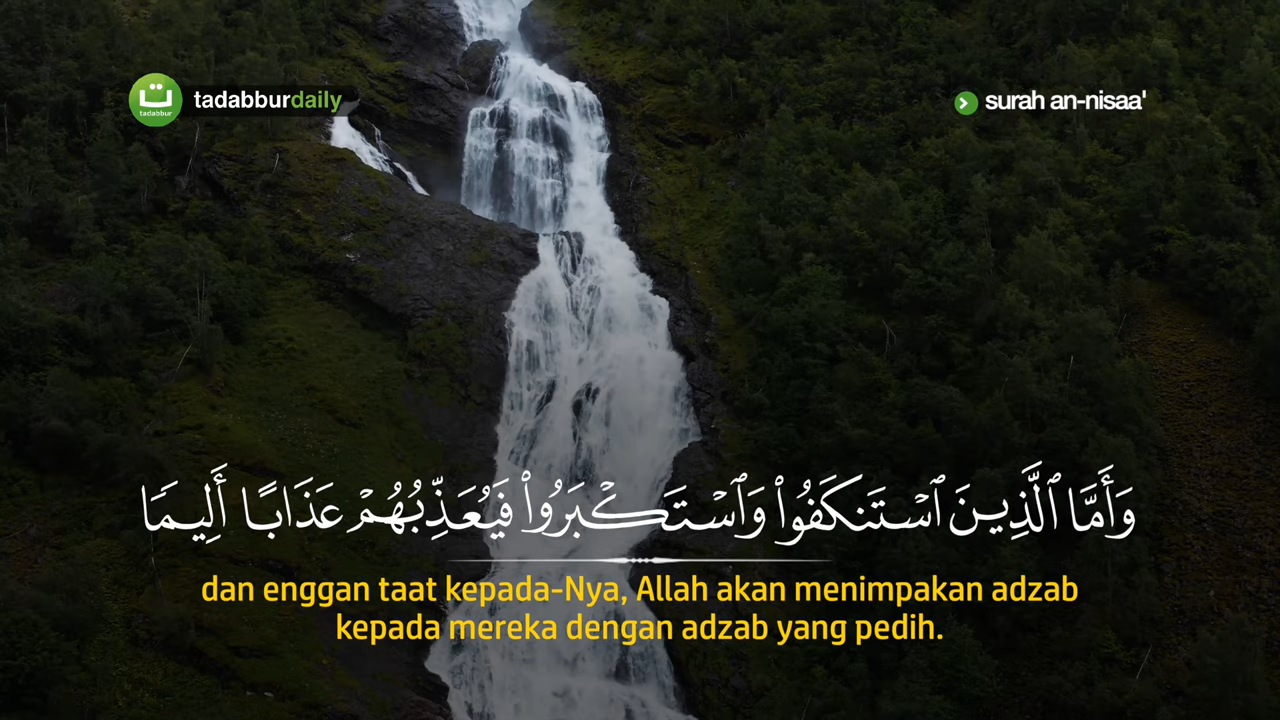 ت
tadabbur
tadabburdaily
surah an-nisaa'
وَأَمَّا ٱلَّذِينَ ٱسْتَنكَفُوا۟ وَٱسْتَكْبَرُوا۟ فَيُعَذِّبُهُمْ عَذَابًا أَلِيمًا
dan enggan taat kepada-Nya, Allah akan menimpakan adzab
kepada mereka dengan adzab yang pedih.